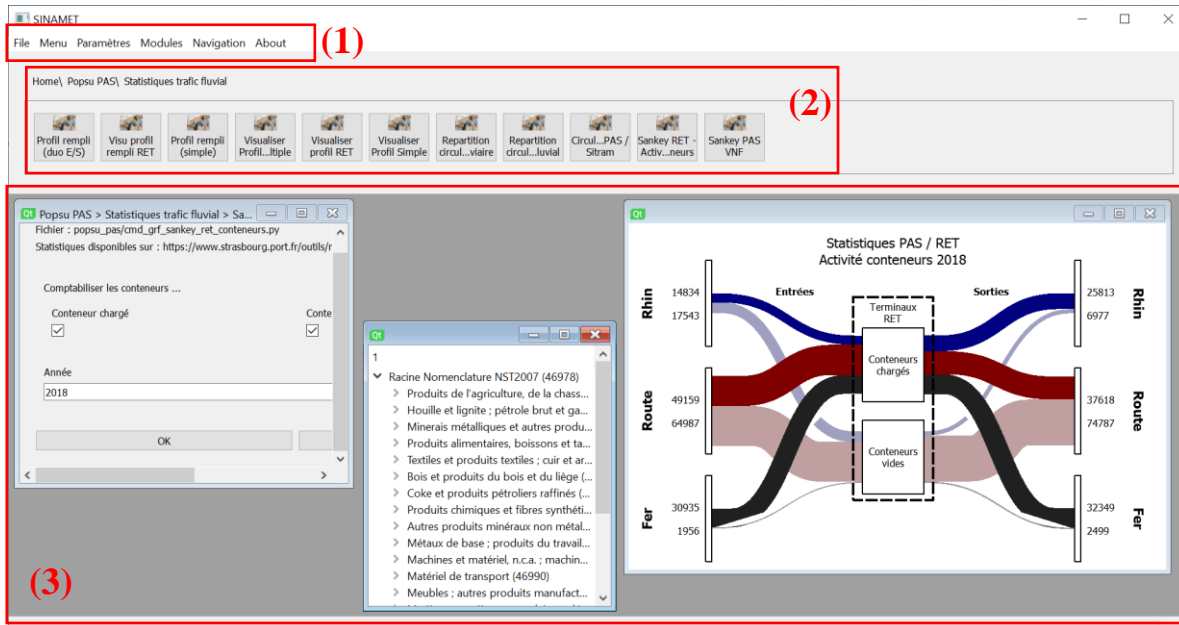 SINAMET
File Menu Paramètres Modules Navigation About
(1)
Home\ Popsu PAS\ Statistiques trafic fluvial
(2)
Profil rempli
(duo E/S)
Visu profil
rempli RET
Profil rempli
(simple)
Visualiser
Profil...ltiple
Visualiser
profil RET
Visualiser
Profil Simple
Repartition
circul...viaire
Repartition
circul...luvial
Circul...PAS /
Sitram
Sankey RET -
Activ...neurs
Sankey PAS
VNF
Qt Popsu PAS > Statistiques trafic fluvial > Sa...
Fichier : popsu_pas/cmd_grf_sankey_ret_conteneurs.py
Statistiques disponibles sur : https://www.strasbourg.port.fr/outils/r
Comptabiliser les conteneurs ...
Conteneur chargé
Conte
Année
2018
OK
Qt
1
Racine Nomenclature NST2007 (46978)
Produits de l'agriculture, de la chass...
Houille et lignite ; pétrole brut et ga...
Minerais métalliques et autres produ...
Produits alimentaires, boissons et ta...
Textiles et produits textiles ; cuir et ar...
Bois et produits du bois et du liège (...
Coke et produits pétroliers raffinés (...
Produits chimiques et fibres synthéti...
Autres produits minéraux non métal...
Métaux de base ; produits du travail...
Machines et matériel, n.c.a. ; machin...
Matériel de transport (46990)
Meubles ; autres produits manufact...
Qt
Statistiques PAS / RET
Activité conteneurs 2018
Rhin
14834
17543
Entrées
Sorties
25813
6977
Rhin
Terminaux
RET
Conteneurs
chargés
Route
49159
64987
37618
74787
Route
Conteneurs
vides
Fer
30935
1956
32349
2499
Fer
(3)